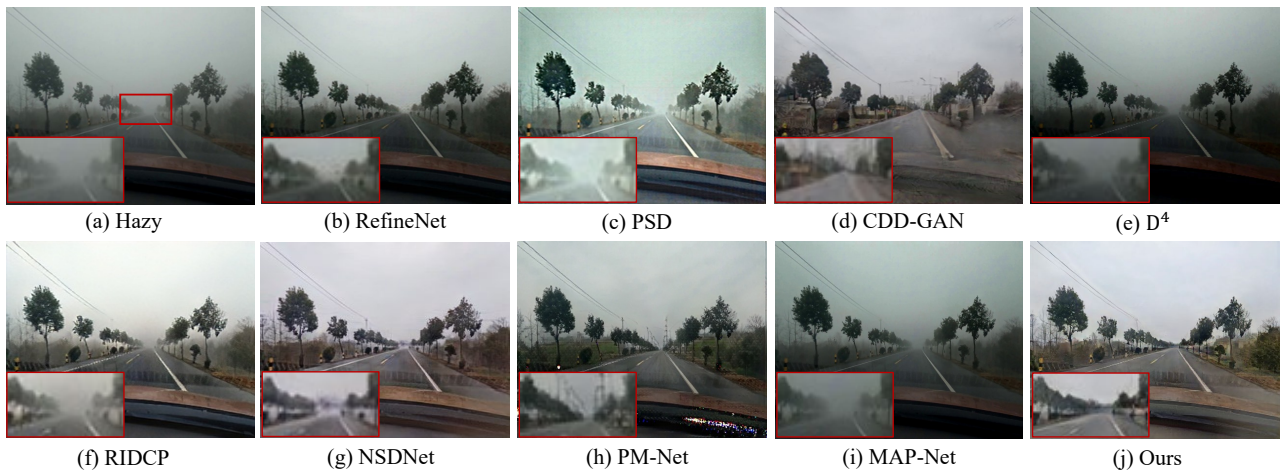 (a) Hazy
(b) RefineNet
(c) PSD
(d) CDD-GAN
(e) D⁴
(f) RIDCP
(g) NSDNet
(h) PM-Net
(i) MAP-Net
(j) Ours